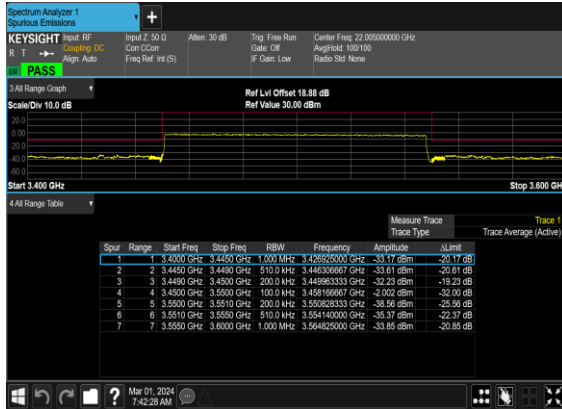 Spectrum Analyzer 1
Spurious Emissions
KEYSIGHT Input: RF Input Z: 50 Ω Atten: 30 dB Trig: Free Run Center Freq: 22.005000000 GHz
R T Coupling: DC Corr CCorr Gate: Off Avg|Hold: 100/100
Align: Auto Freq Ref: Int (S) IF Gain: Low Radio Std: None
PASS
3 All Range Graph Ref Lvl Offset 18.88 dB
Scale/Div 10.0 dB Ref Value 30.00 dBm
20.0
0.00
-20.0
-40.0
-60.0
Start 3.400 GHz Stop 3.600 GH
4 All Range Table
Measure Trace Trace 1
Trace Type Trace Average (Active)
Spur Range Start Freq Stop Freq RBW Frequency Amplitude ΔLimit
1 1 3.4000 GHz 3.4450 GHz 1.000 MHz 3.426925000 GHz -33.17 dBm -20.17 dB
2 2 3.4450 GHz 3.4490 GHz 510.0 kHz 3.446306667 GHz -33.61 dBm -20.61 dB
3 3 3.4490 GHz 3.4500 GHz 200.0 kHz 3.449963333 GHz -32.23 dBm -19.23 dB
4 4 3.4500 GHz 3.5500 GHz 100.0 kHz 3.458166667 GHz -2.002 dBm -32.00 dB
5 5 3.5500 GHz 3.5510 GHz 200.0 kHz 3.550828333 GHz -38.56 dBm -25.56 dB
6 6 3.5510 GHz 3.5550 GHz 510.0 kHz 3.554140000 GHz -35.37 dBm -22.37 dB
7 7 3.5550 GHz 3.6000 GHz 1.000 MHz 3.564825000 GHz -33.85 dBm -20.85 dB
? Mar 01, 2024
7:42:28 AM